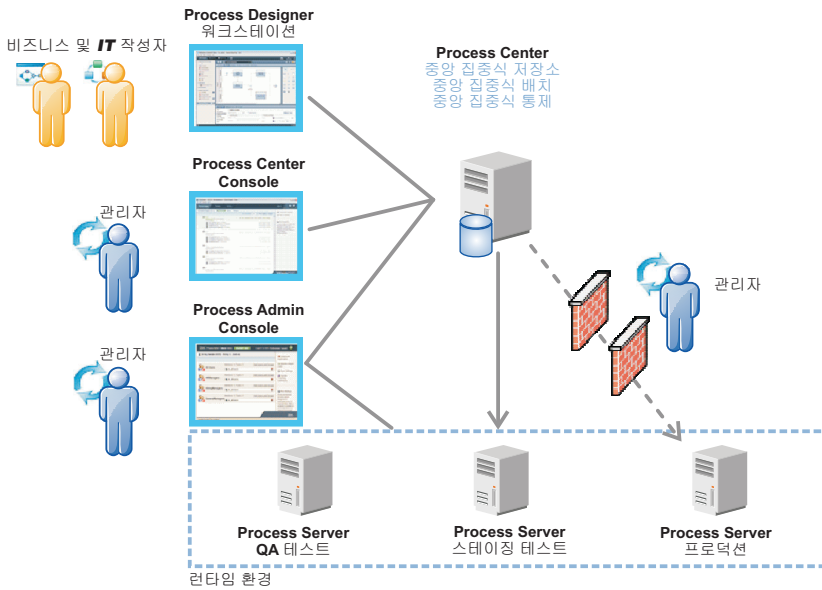 Process Designer
워크스테이션
비즈니스 및 IT 작성자
Process Center
중앙 집중식 저장소
중앙 집중식 배치
중앙 집중식 통제
Process Center
Console
관리자
관리자
Process Admin
Console
관리자
Process Server
QA 테스트
Process Server
스테이징 테스트
Process Server
프로덕션
런타임 환경